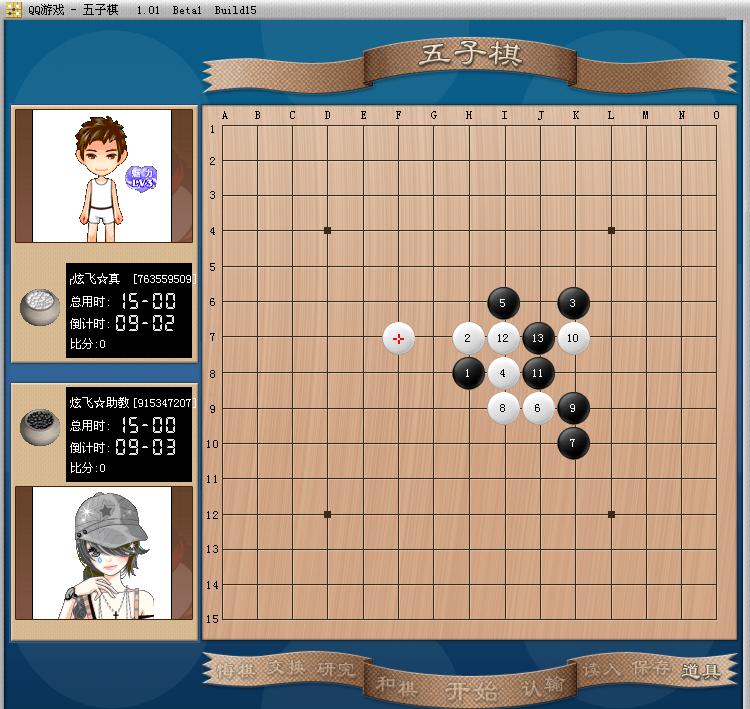 QQ游戏 - 五子棋 1.01 Beta1 Build15
五子棋
A B C D E F G H I J K L M N O
1
2
3
4
5
6
7
8
9
10
11
12
13
14
15
5 3
2 12 13 10
1 4 11
8 6 9
7
魅力
LV3
炫飞☆真 [763559509]
总用时: 15-00
倒计时: 09-02
比分:0
炫飞☆助教 [915347207]
总用时: 15-00
倒计时: 09-03
比分:0
悔棋 交换 研究 和棋 开始 认输 读入 保存 道具